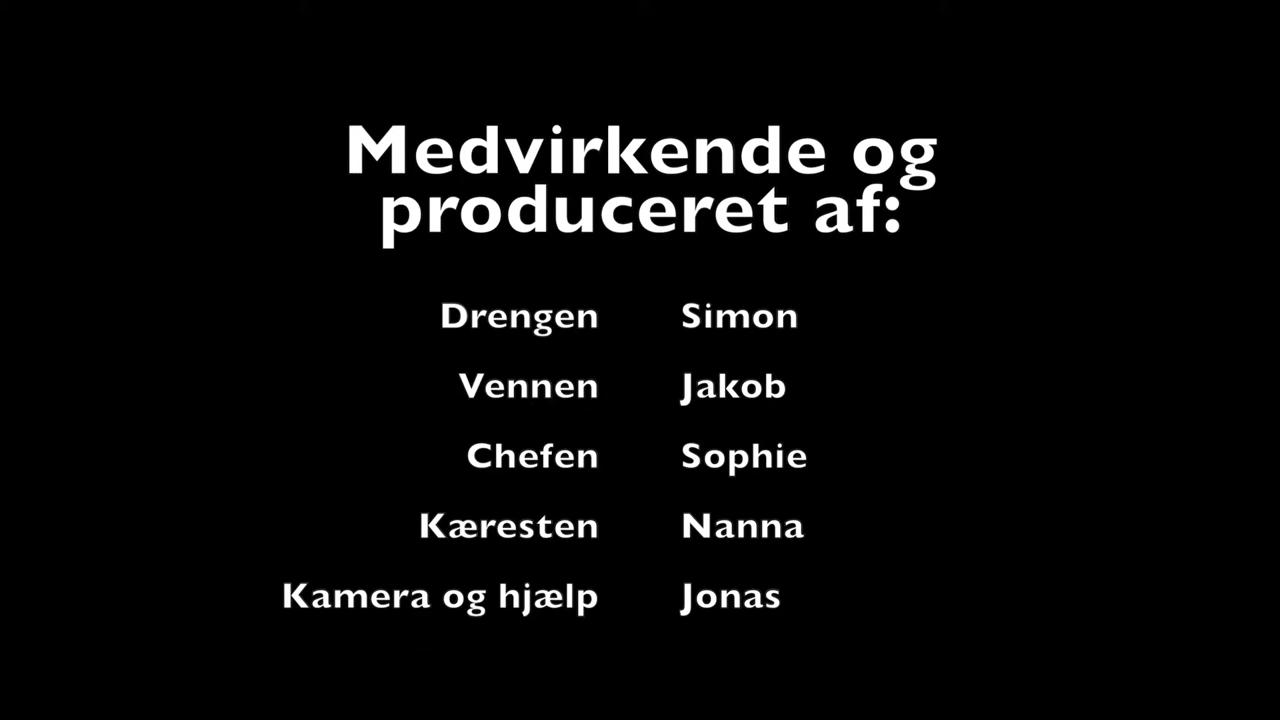 Medvirkende og
produceret af:
Drengen Simon
Vennen Jakob
Chefen Sophie
Kæresten Nanna
Kamera og hjælp Jonas